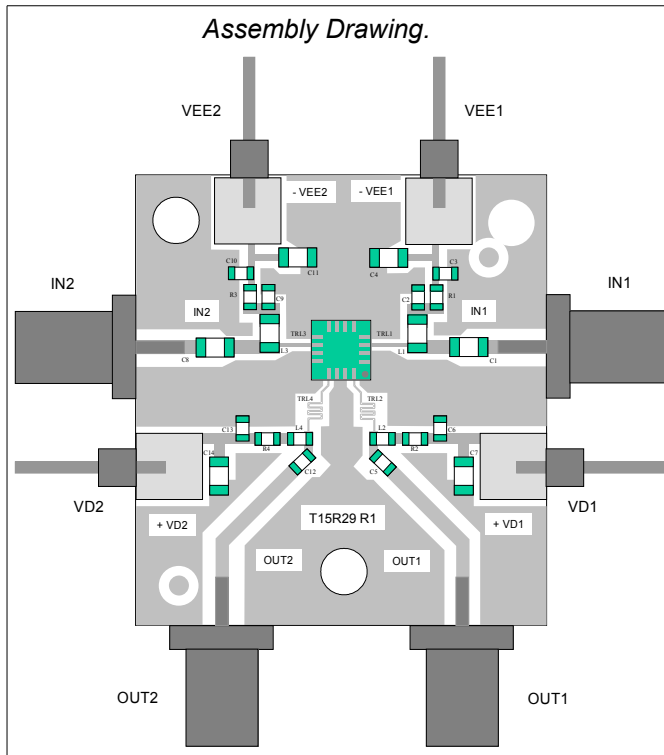 Assembly Drawing.
VEE2
VEE1
- VEE2
- VEE1
C10
C11
C4
C3
IN2
IN1
R3
C9
C2
R1
IN2
IN1
TRL3
TRL1
L3
L1
C8
C1
TRL4
TRL2
C13
L4
L2
C6
R4
R2
C14
C12
C5
C7
VD2
VD1
+ VD2
T15R29 R1
+ VD1
OUT2
OUT1
OUT2
OUT1